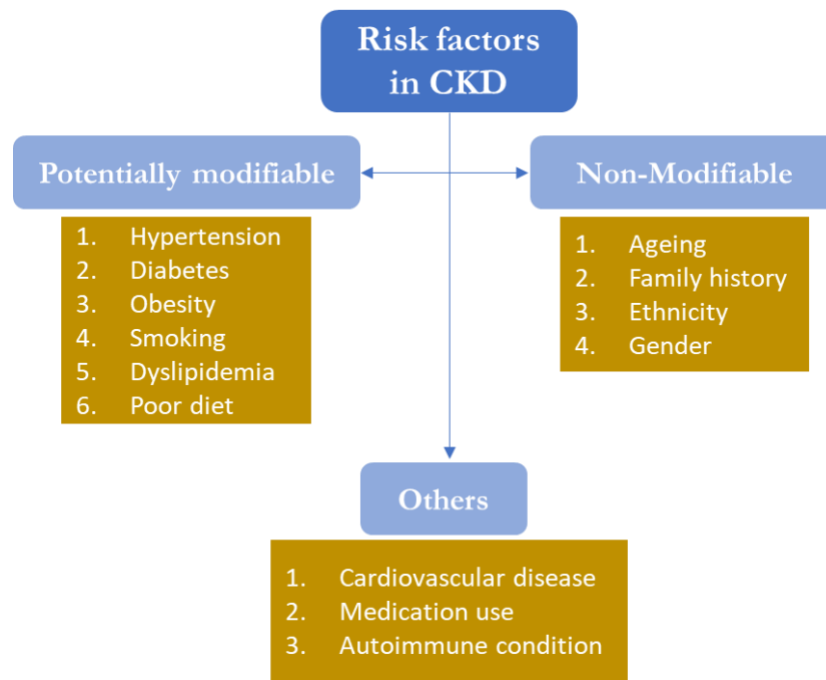 Risk factors
in CKD
Potentially modifiable
1. Hypertension
2. Diabetes
3. Obesity
4. Smoking
5. Dyslipidemia
6. Poor diet
Non-Modifiable
1. Ageing
2. Family history
3. Ethnicity
4. Gender
Others
1. Cardiovascular disease
2. Medication use
3. Autoimmune condition